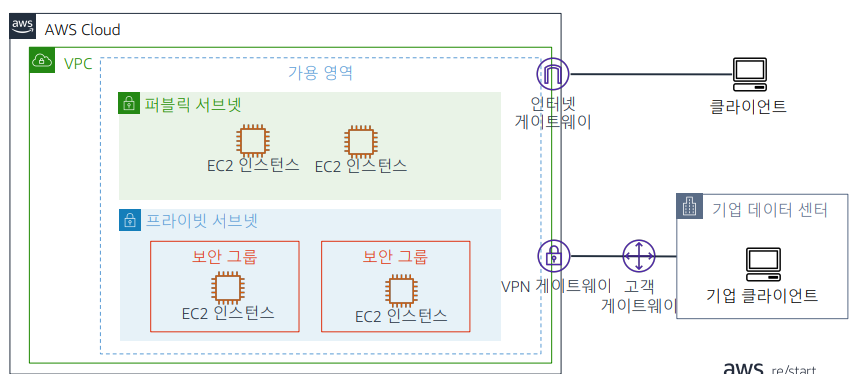 aws
AWS Cloud
VPC
가용 영역
퍼블릭 서브넷
EC2 인스턴스
EC2 인스턴스
인터넷
게이트웨이
클라이언트
프라이빗 서브넷
보안 그룹
EC2 인스턴스
보안 그룹
EC2 인스턴스
VPN 게이트웨이
고객
게이트웨이
기업 데이터 센터
기업 클라이언트
aws re/start